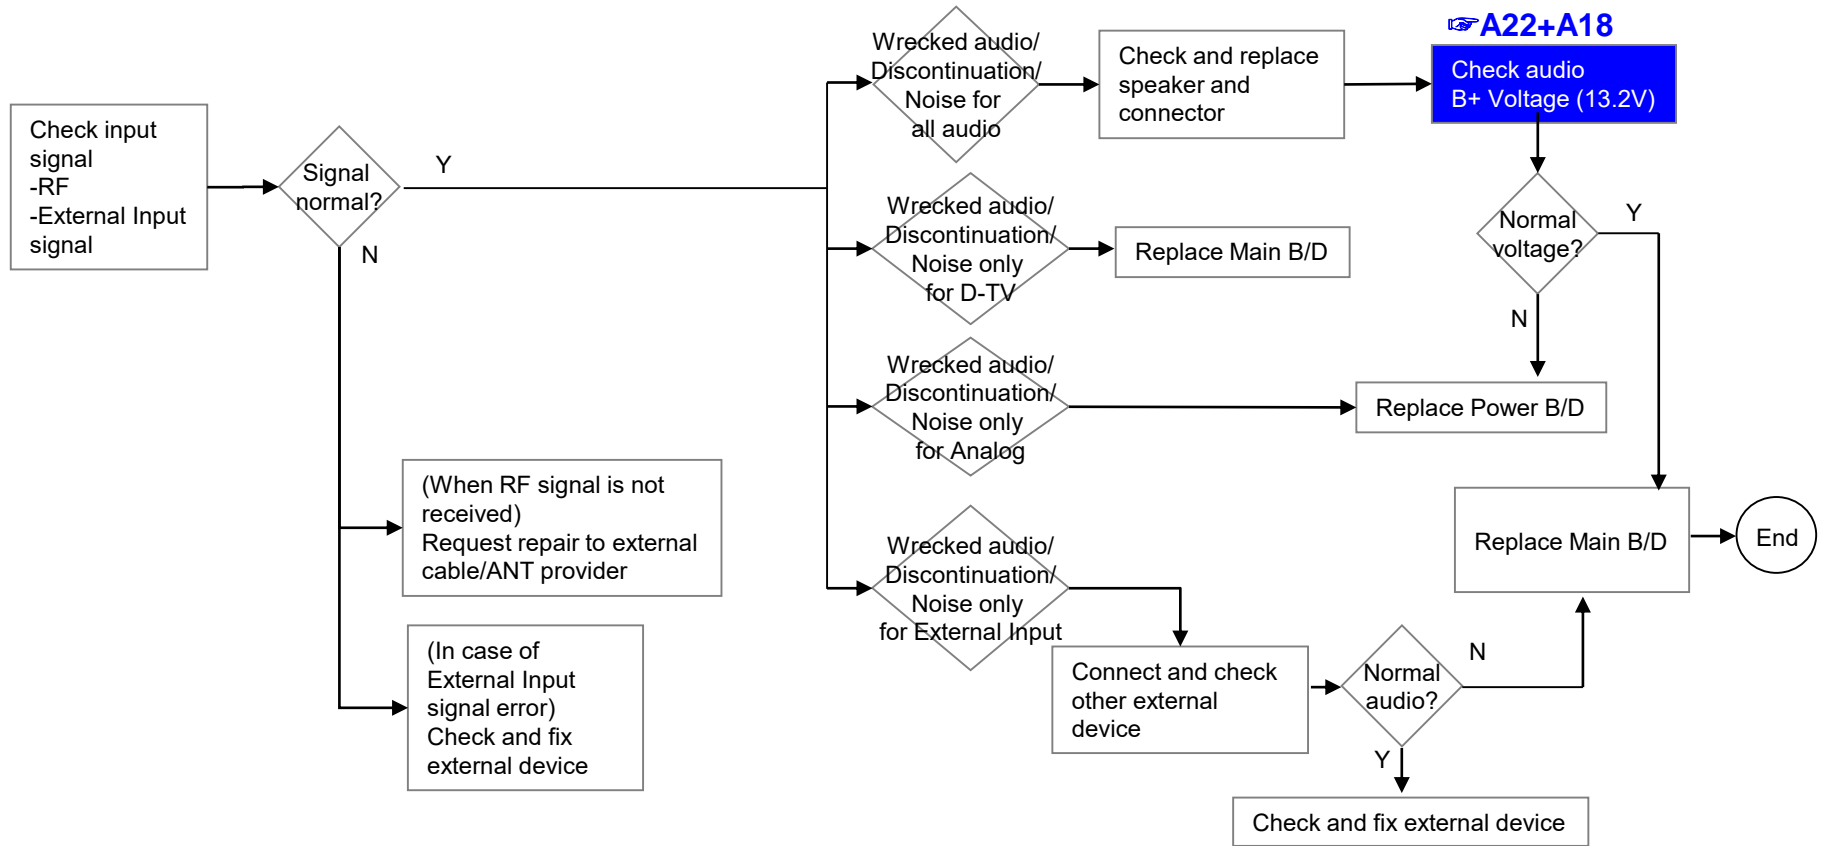 Check input
signal
-RF
-External Input
signal
Signal
normal?
Y
N
(When RF signal is not
received)
Request repair to external
cable/ANT provider
(In case of
External Input
signal error)
Check and fix
external device
Wrecked audio/
Discontinuation/
Noise for
all audio
Check and replace
speaker and
connector
☞A22+A18
Check audio
B+ Voltage (13.2V)
Normal
voltage?
Y
N
Wrecked audio/
Discontinuation/
Noise only
for D-TV
Replace Main B/D
Wrecked audio/
Discontinuation/
Noise only
for Analog
Replace Power B/D
Wrecked audio/
Discontinuation/
Noise only
for External Input
Connect and check
other external
device
Normal
audio?
N
Y
Replace Main B/D
End
Check and fix external device